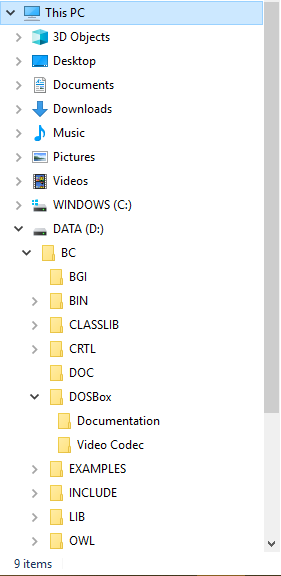 This PC
3D Objects
Desktop
Documents
Downloads
Music
Pictures
Videos
WINDOWS (C:)
DATA (D:)
BC
BGI
BIN
CLASSLIB
CRTL
DOC
DOSBox
Documentation
Video Codec
EXAMPLES
INCLUDE
LIB
OWL
9 items